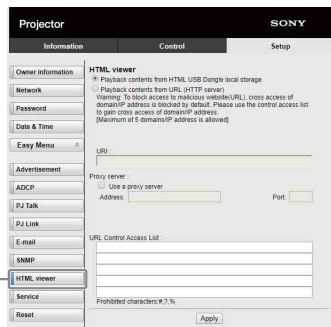 Projector
SONY
Information
Control
Setup
Owner information
Network
Password
Date & Time
Easy Menu
Advertisement
ADCP
PJ Talk
PJ Link
E-mail
SNMP
HTML viewer
Service
Reset
HTML viewer
Playback contents from HTML USB Dongle local storage
Playback contents from URL (HTTP server)
Warning: To block access to malicious website(URL), cross access of
domain/IP address is blocked by default. Please use the control access list
to gain cross access of domain/IP address.
[Maximum of 5 domains/IP address is allowed]
URI :
Proxy server :
Use a proxy server
Address:
Port:
URL Control Access List :
Prohibited characters:#,?,%
Apply